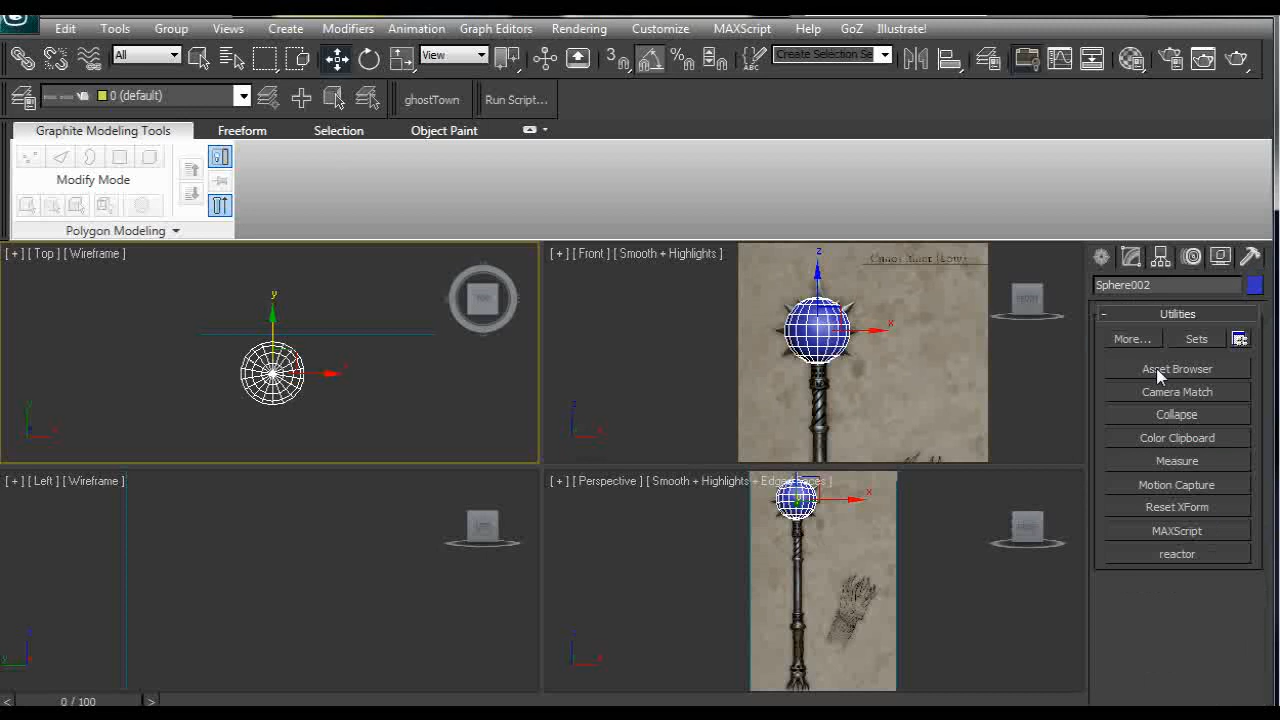 Edit Tools Group Views Create Modifiers Animation Graph Editors Rendering Customize MAXScript Help GoZ Illustrate!
All View 3 % ABC Create Selection Se
0 (default) ghostTown Run Script...
Graphite Modeling Tools Freeform Selection Object Paint
Modify Mode
Polygon Modeling
[ + ] [ Top ] [ Wireframe ]
y
x
[ + ] [ Front ] [ Smooth + Highlights ]
z
x
[ + ] [ Left ] [ Wireframe ]
[ + ] [ Perspective ] [ Smooth + Highlights + Edged Faces ]
x
Sphere002
- Utilities
More... Sets
Asset Browser
Camera Match
Collapse
Color Clipboard
Measure
Motion Capture
Reset XForm
MAXScript
reactor
< 0 / 100 >